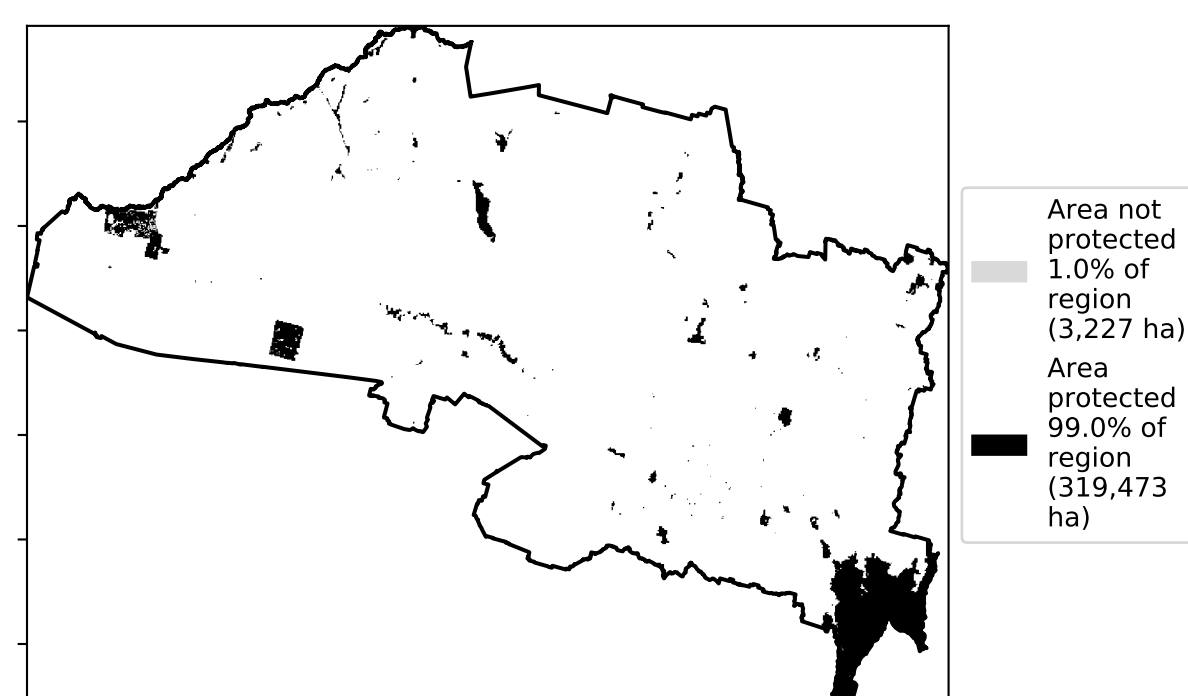 Area not
protected
1.0% of
region
(3,227 ha)
Area
protected
99.0% of
region
(319,473
ha)